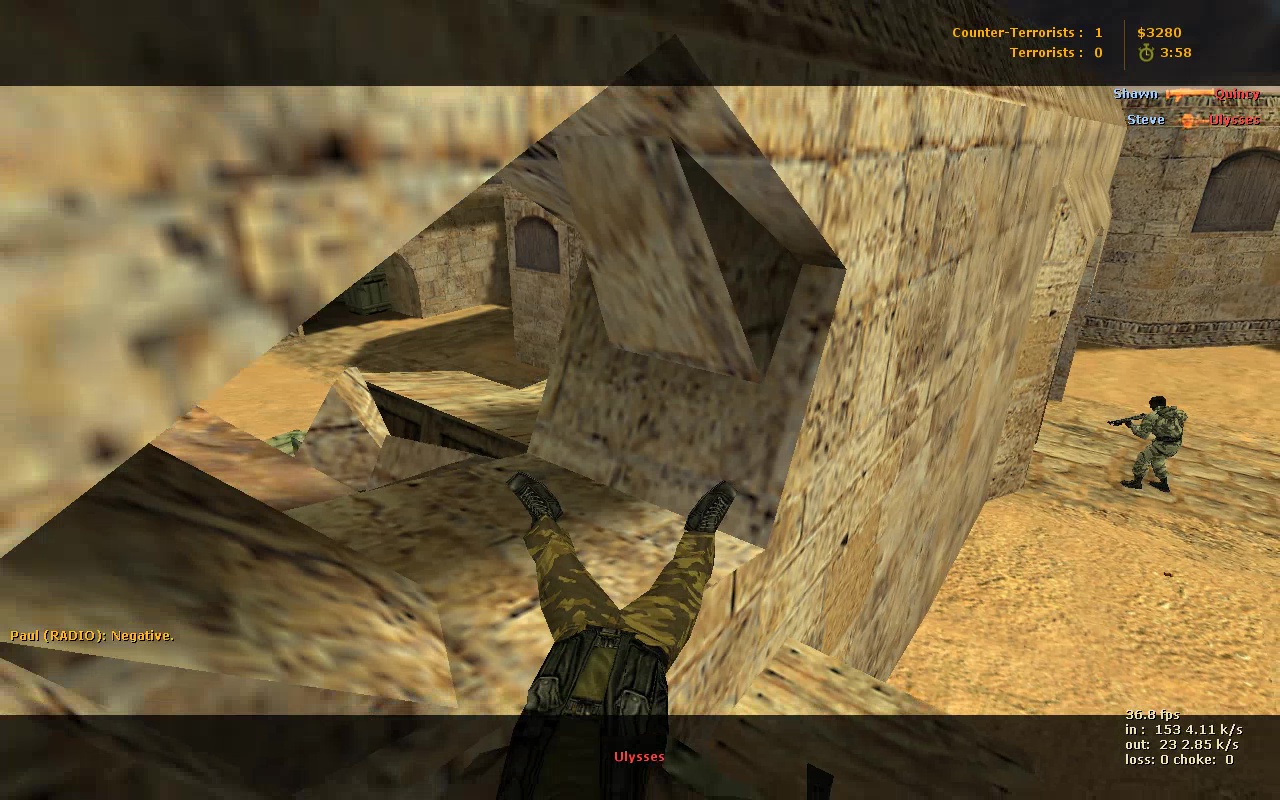 Counter-Terrorists : 1 $3280
Terrorists : 0 3:58
Shawn Quincy
Steve Ulysses
Paul (RADIO): Negative.
36.8 fps
in : 153 4.11 k/s
out: 23 2.85 k/s
loss: 0 choke: 0
Ulysses